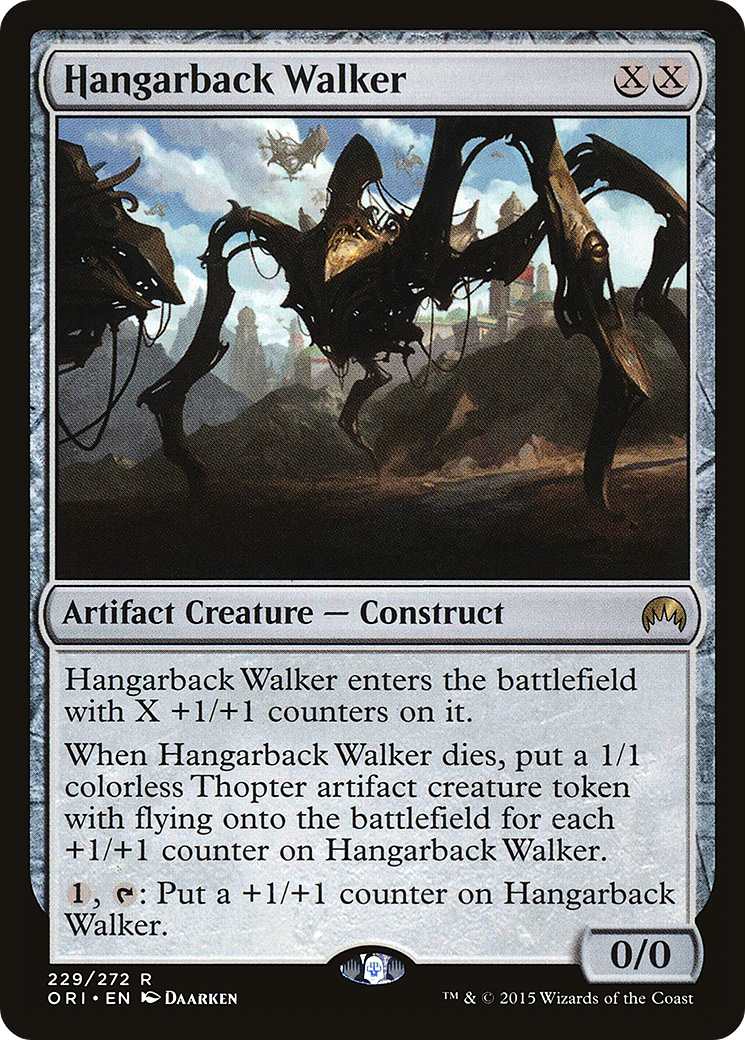 Hangarback Walker XX
Artifact Creature — Construct
Hangarback Walker enters the battlefield
with X +1/+1 counters on it.
When Hangarback Walker dies, put a 1/1
colorless Thopter artifact creature token
with flying onto the battlefield for each
+1/+1 counter on Hangarback Walker.
1, : Put a +1/+1 counter on Hangarback
Walker.
0/0
229/272 R
ORI • EN Daarken
™ & © 2015 Wizards of the Coast